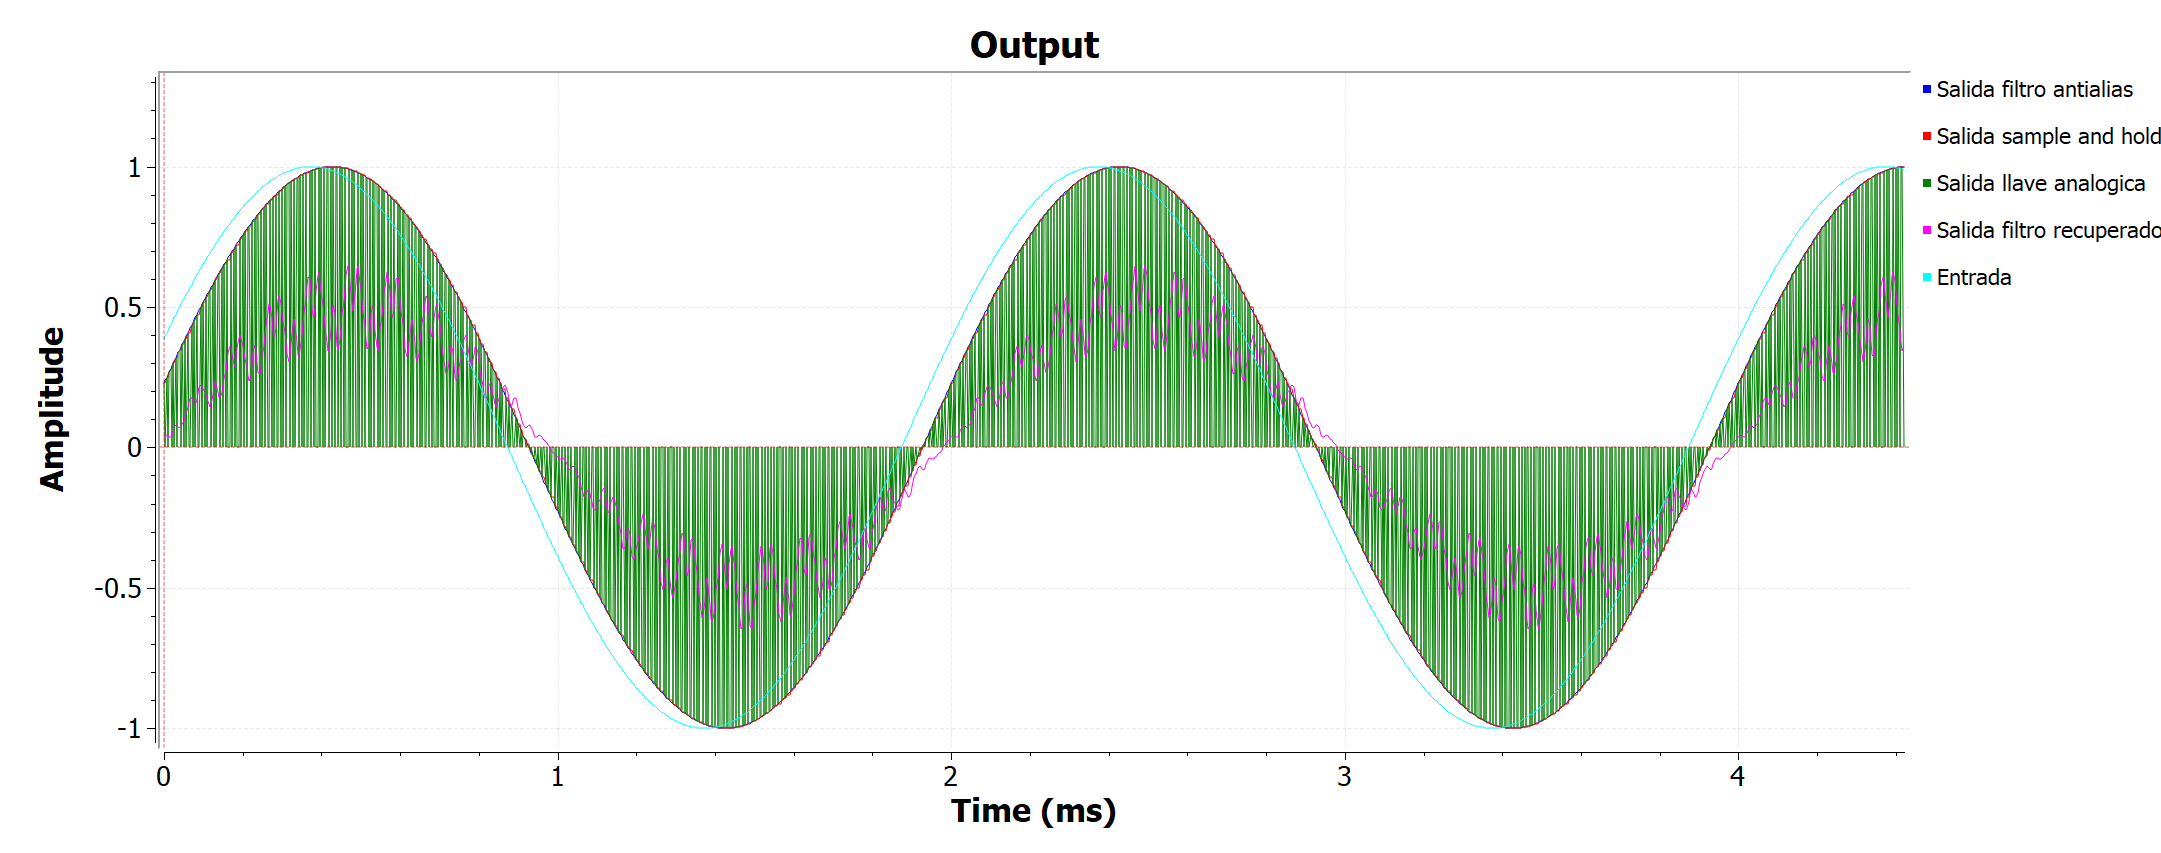 Output
Amplitude
1
0.5
0
-0.5
-1
0 1 2 3 4
Time (ms)
Salida filtro antialias
Salida sample and hold
Salida llave analogica
Salida filtro recuperado
Entrada